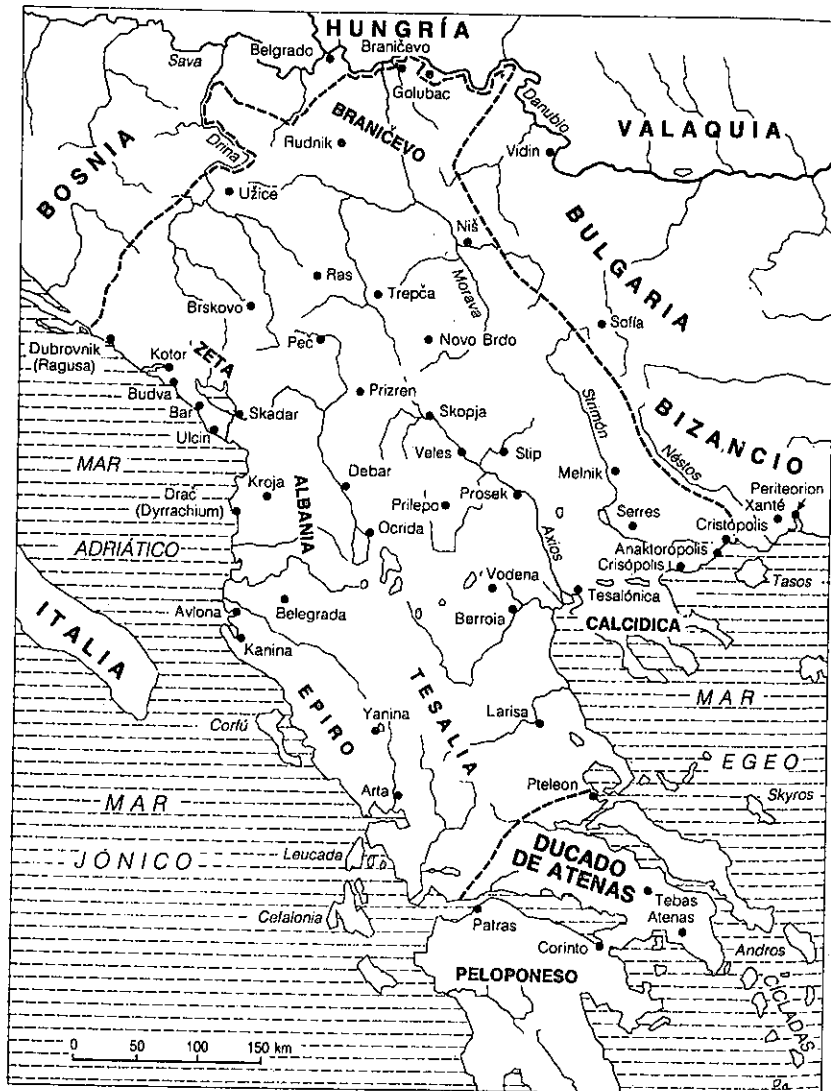 HUNGRÍA
Belgrado
Braničevo
Sava
Golubac
Danubio
BRANIČEVO
VALAQUIA
Rudnik
Vidin
Drina
BOSNIA
Užice
BULGARIA
Niš
Ras
Trepča
Morava
Brskovo
Sofía
Dubrovnik
(Ragusa)
Kotor
ZETA
Peč
Novo Brdo
Budva
Prizren
Strimón
BIZANCIO
Bar
Skadar
Skopja
Ulcin
Veles
Stip
Néstos
MAR
Melnik
Kroja
Debar
Periteorion
Drač
(Dyrrachium)
ALBANIA
Prilepo
Prosek
Xanté
Serres
Cristópolis
Ocrida
Axios
Anaktorópolis
ADRIÁTICO
Crisópolis
Vodena
Tasos
Tesalónica
Avlona
Belegrada
Berroia
CALCIDICA
ITALIA
Kanina
EPIRO
TESALIA
MAR
Corfú
Yanina
Larisa
EGEO
Arta
Pteleon
MAR
Skyros
JÓNICO
Leucada
DUCADO
DE ATENAS
Tebas
Cefalonia
Atenas
Patras
Corinto
Andros
PELOPONESO
CICLADAS
0 50 100 150 km